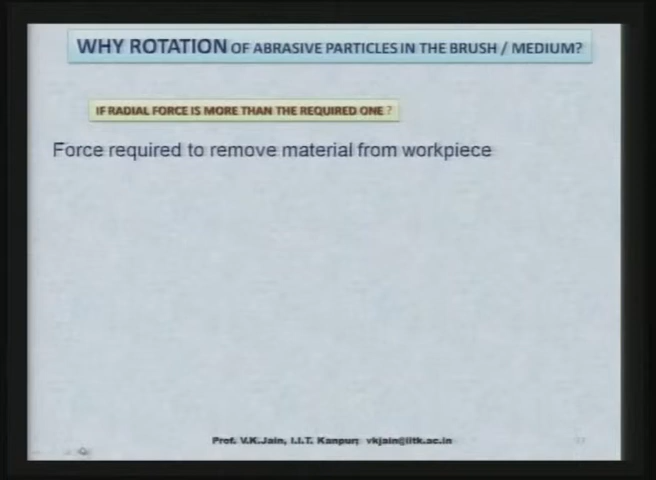 WHY ROTATION OF ABRASIVE PARTICLES IN THE BRUSH / MEDIUM?
IF RADIAL FORCE IS MORE THAN THE REQUIRED ONE ?
Force required to remove material from workpiece
Prof. V.K.Jain, I.I.T. Kanpur; vkjain@iitk.ac.in